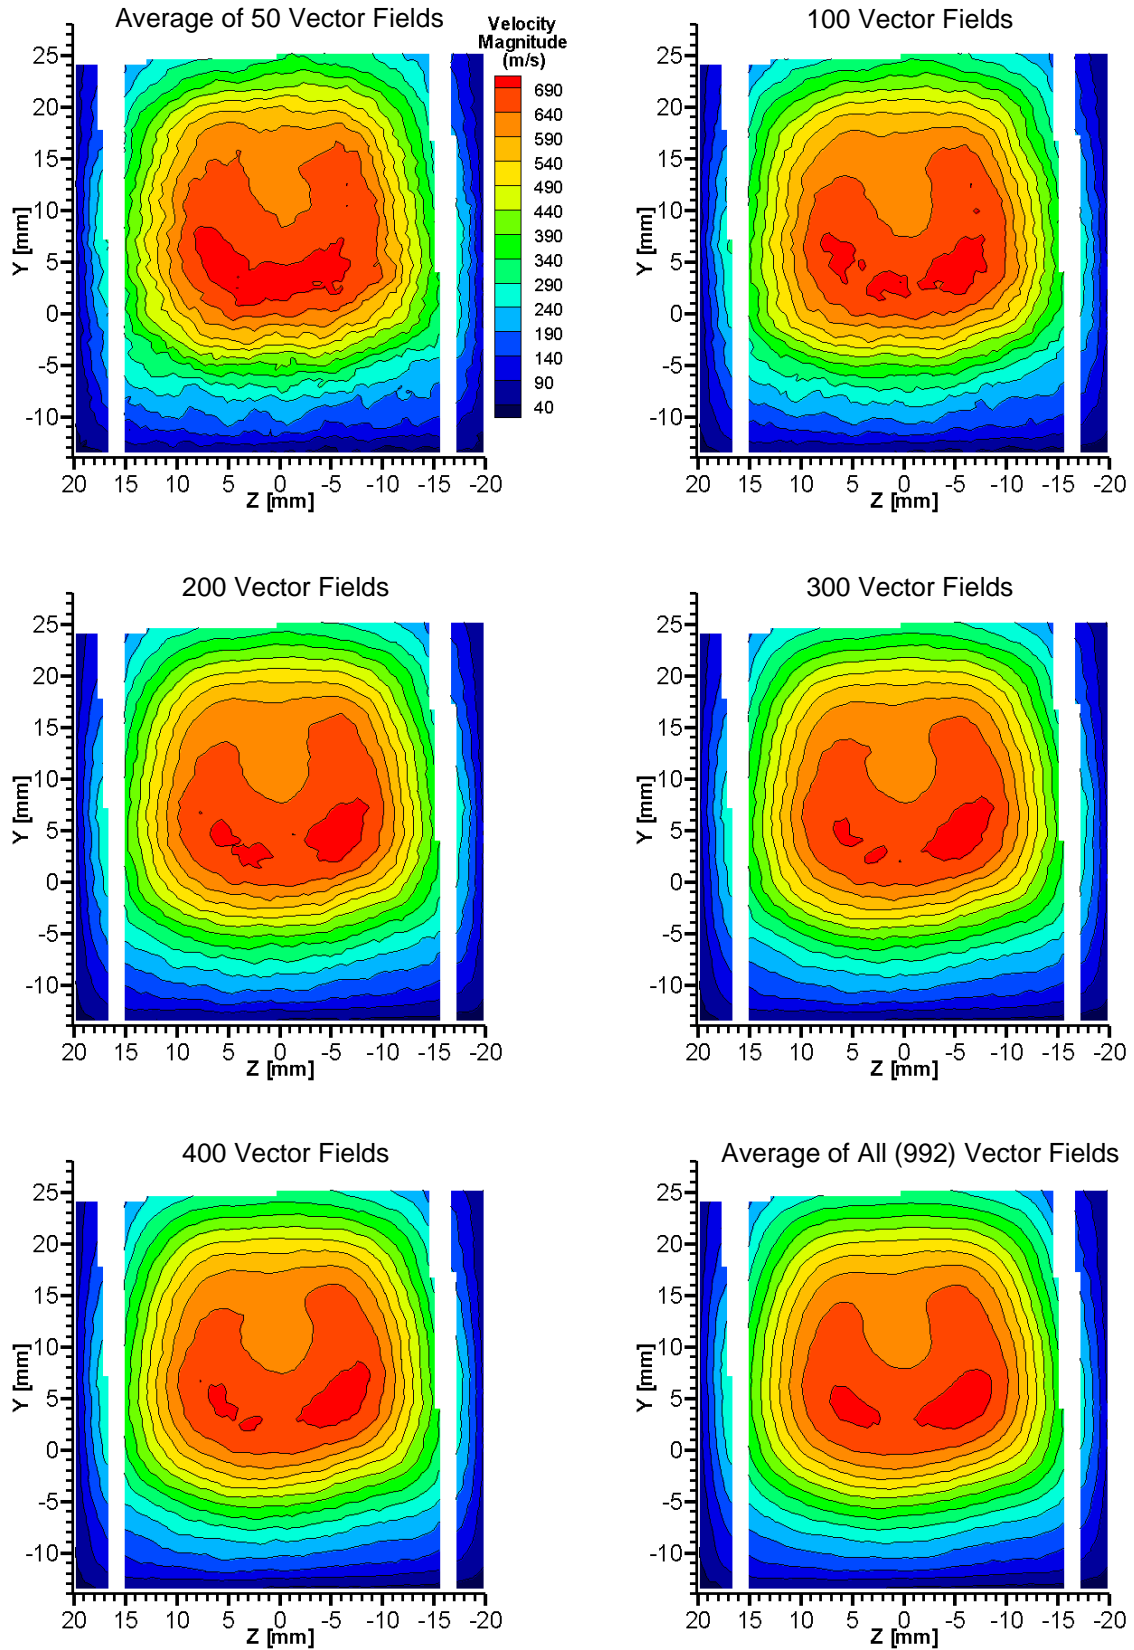 Average of 50 Vector Fields
Velocity
Magnitude
(m/s)
690
640
590
540
490
440
390
340
290
240
190
140
90
40
25
20
15
10
5
0
-5
-10
Y [mm]
20 15 10 5 0 -5 -10 -15 -20
Z [mm]
100 Vector Fields
25
20
15
10
5
0
-5
-10
Y [mm]
20 15 10 5 0 -5 -10 -15 -20
Z [mm]
200 Vector Fields
25
20
15
10
5
0
-5
-10
Y [mm]
20 15 10 5 0 -5 -10 -15 -20
Z [mm]
300 Vector Fields
25
20
15
10
5
0
-5
-10
Y [mm]
20 15 10 5 0 -5 -10 -15 -20
Z [mm]
400 Vector Fields
25
20
15
10
5
0
-5
-10
Y [mm]
20 15 10 5 0 -5 -10 -15 -20
Z [mm]
Average of All (992) Vector Fields
25
20
15
10
5
0
-5
-10
Y [mm]
20 15 10 5 0 -5 -10 -15 -20
Z [mm]